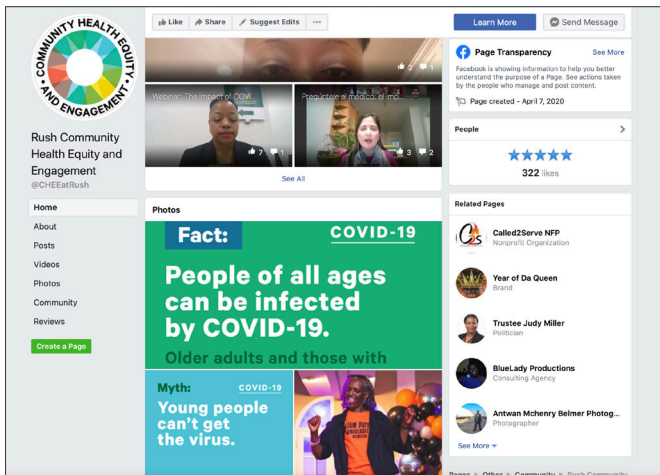 COMMUNITY HEALTH EQUITY
• AND ENGAGEMENT •
Rush Community
Health Equity and
Engagement
@CHEEatRush
Home
About
Posts
Videos
Photos
Community
Reviews
Create a Page
Like
Share
Suggest Edits
...
3 1
Webinar: The Impact of COVI...
7 1
Pregúntele al médico: el imp...
3 2
See All
Photos
Fact:
COVID-19
People of all ages
can be infected
by COVID-19.
Older adults and those with
Myth:
COVID-19
Young people
can't get
the virus.
Learn More
Send Message
Page Transparency
See More
Facebook is showing information to help you better
understand the purpose of a Page. See actions taken
by the people who manage and post content.
Page created - April 7, 2020
People
322 likes
Related Pages
Called2Serve NFP
Nonprofit Organization
Year of Da Queen
Brand
Trustee Judy Miller
Politician
BlueLady Productions
Consulting Agency
Antwan Mchenry Belmer Photog...
Photographer
See More
Pages > Other > Community > Rush Community